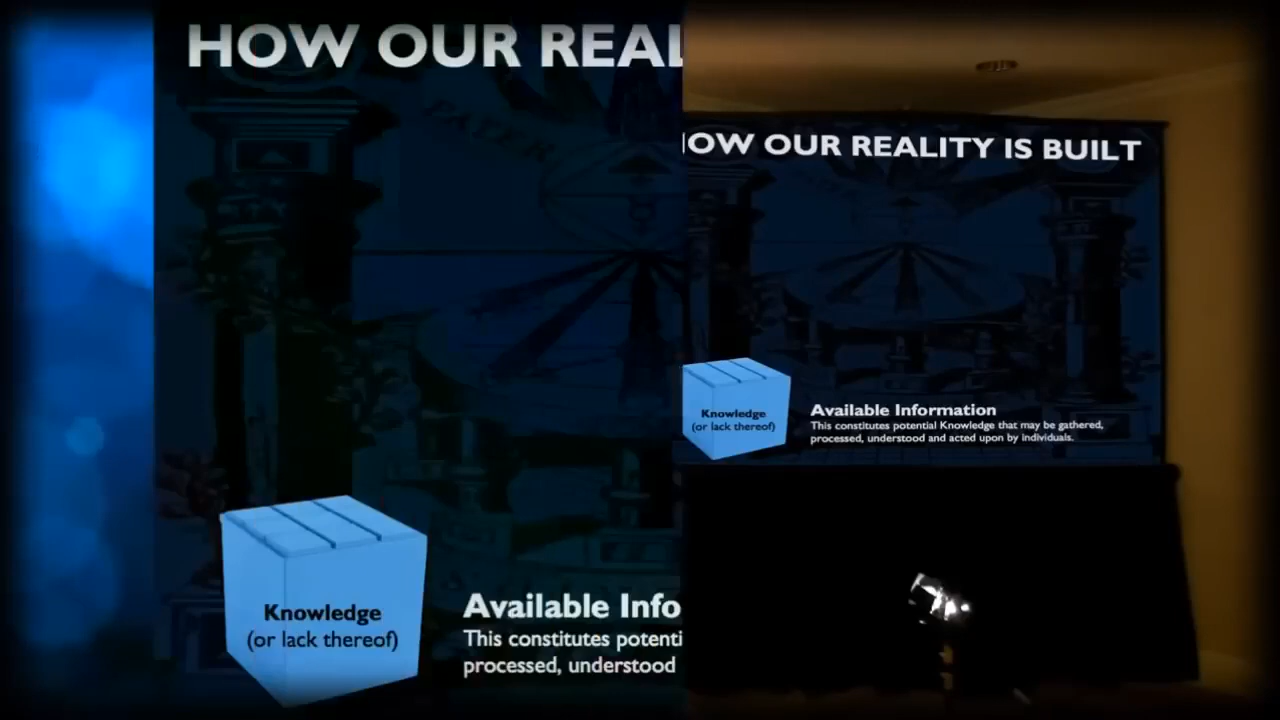 HOW OUR REAL
Knowledge
(or lack thereof)
Available Info
This constitutes potenti
processed, understood
OW OUR REALITY IS BUILT
Knowledge
(or lack thereof)
Available Information
This constitutes potential Knowledge that may be gathered,
processed, understood and acted upon by individuals.